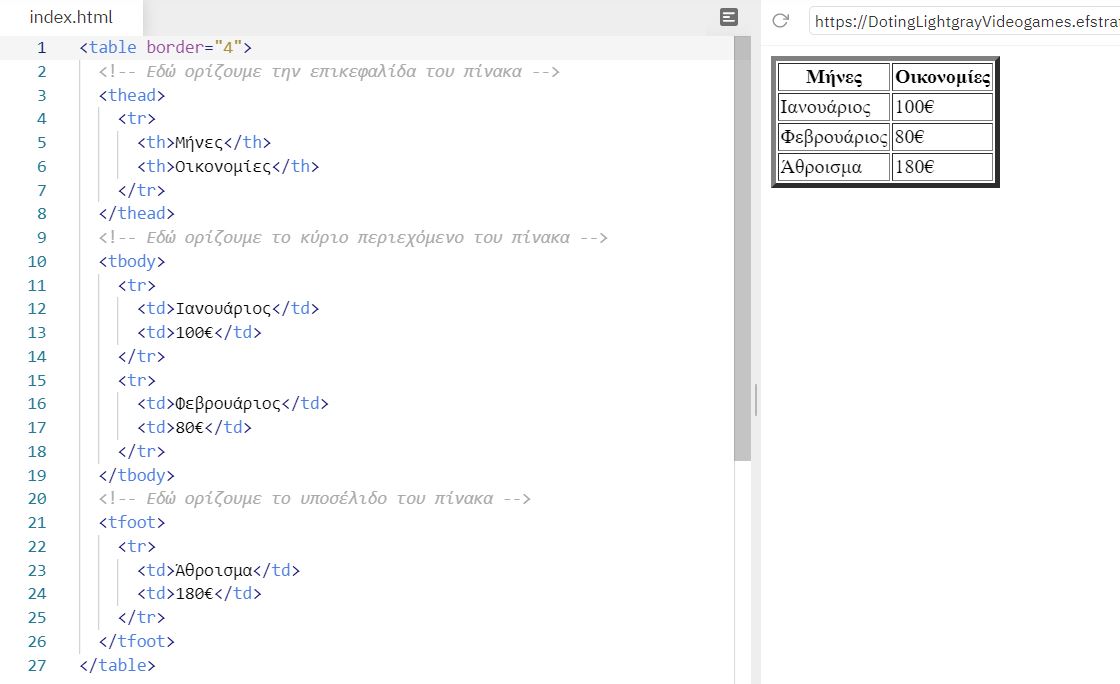 index.html
https://DotingLightgrayVideogames.efstrat
1 <table border="4">
2 <!-- Εδώ ορίζουμε την επικεφαλίδα του πίνακα -->
3 <thead>
4 <tr>
5 <th>Μήνες</th>
6 <th>Οικονομίες</th>
7 </tr>
8 </thead>
9 <!-- Εδώ ορίζουμε το κύριο περιεχόμενο του πίνακα -->
10 <tbody>
11 <tr>
12 <td>Ιανουάριος</td>
13 <td>100€</td>
14 </tr>
15 <tr>
16 <td>Φεβρουάριος</td>
17 <td>80€</td>
18 </tr>
19 </tbody>
20 <!-- Εδώ ορίζουμε το υποσέλιδο του πίνακα -->
21 <tfoot>
22 <tr>
23 <td>Άθροισμα</td>
24 <td>180€</td>
25 </tr>
26 </tfoot>
27 </table>
Μήνες Οικονομίες
Ιανουάριος 100€
Φεβρουάριος 80€
Άθροισμα 180€